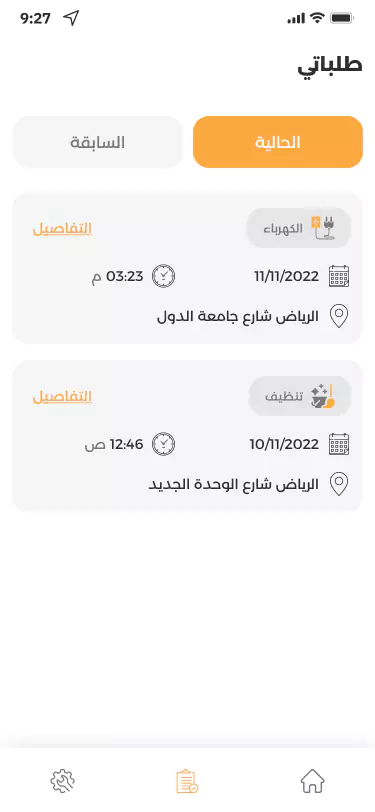 9:27
طلباتي
الحالية
السابقة
الكهرباء
التفاصيل
11/11/2022
03:23 م
الرياض شارع جامعة الدول
تنظيف
التفاصيل
10/11/2022
12:46 ص
الرياض شارع الوحدة الجديد